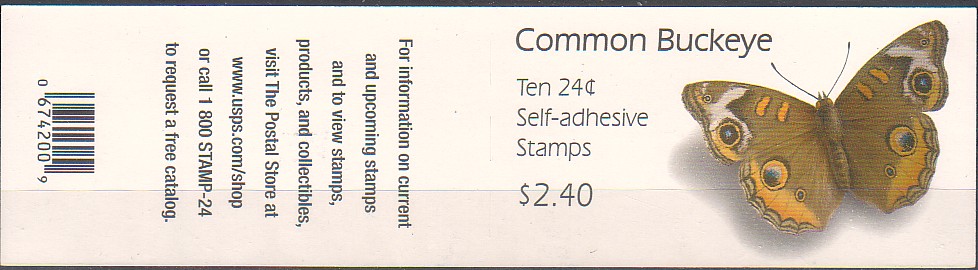 Common Buckeye
Ten 24¢
Self-adhesive
Stamps
$2.40
For information on current
and upcoming stamps
and to view stamps,
products, and collectibles,
visit The Postal Store at
www.usps.com/shop
or call 1 800 STAMP-24
to request a free catalog.
0 674200 9